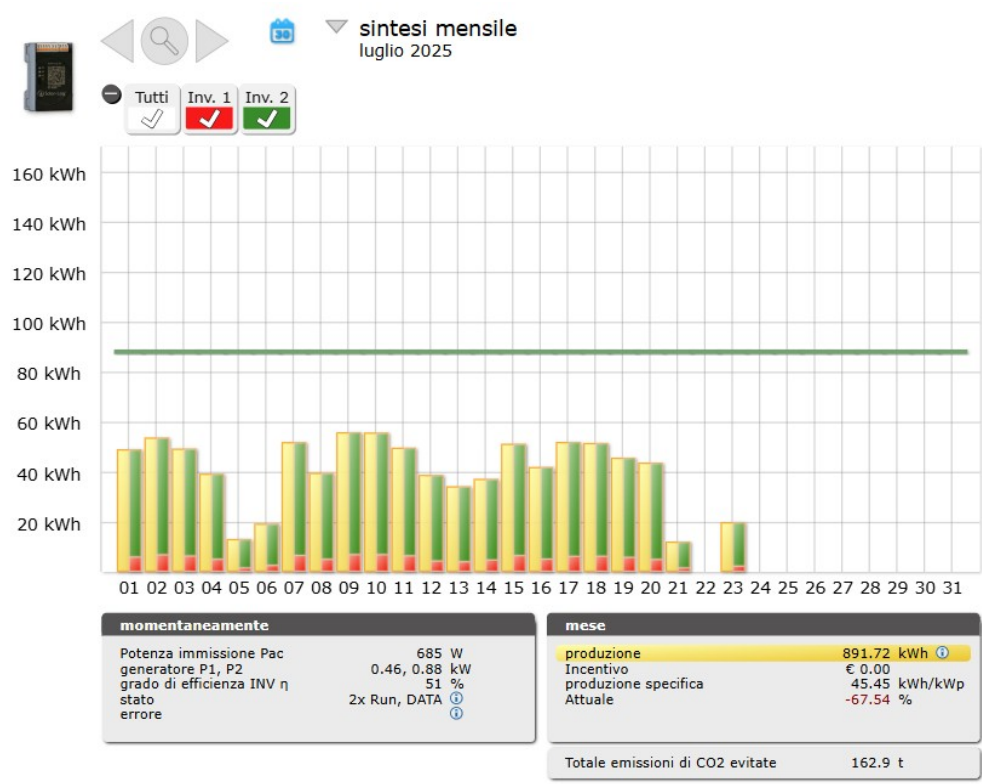 30
sintesi mensile
luglio 2025
Tutti Inv. 1 Inv. 2
160 kWh
140 kWh
120 kWh
100 kWh
80 kWh
60 kWh
40 kWh
20 kWh
01 02 03 04 05 06 07 08 09 10 11 12 13 14 15 16 17 18 19 20 21 22 23 24 25 26 27 28 29 30 31
momentaneamente
Potenza immissione Pac 685 W
generatore P1, P2 0.46, 0.88 kW
grado di efficienza INV η 51 %
stato 2x Run, DATA
errore
mese
produzione 891.72 kWh
Incentivo € 0.00
produzione specifica 45.45 kWh/kWp
Attuale -67.54 %
Totale emissioni di CO2 evitate 162.9 t